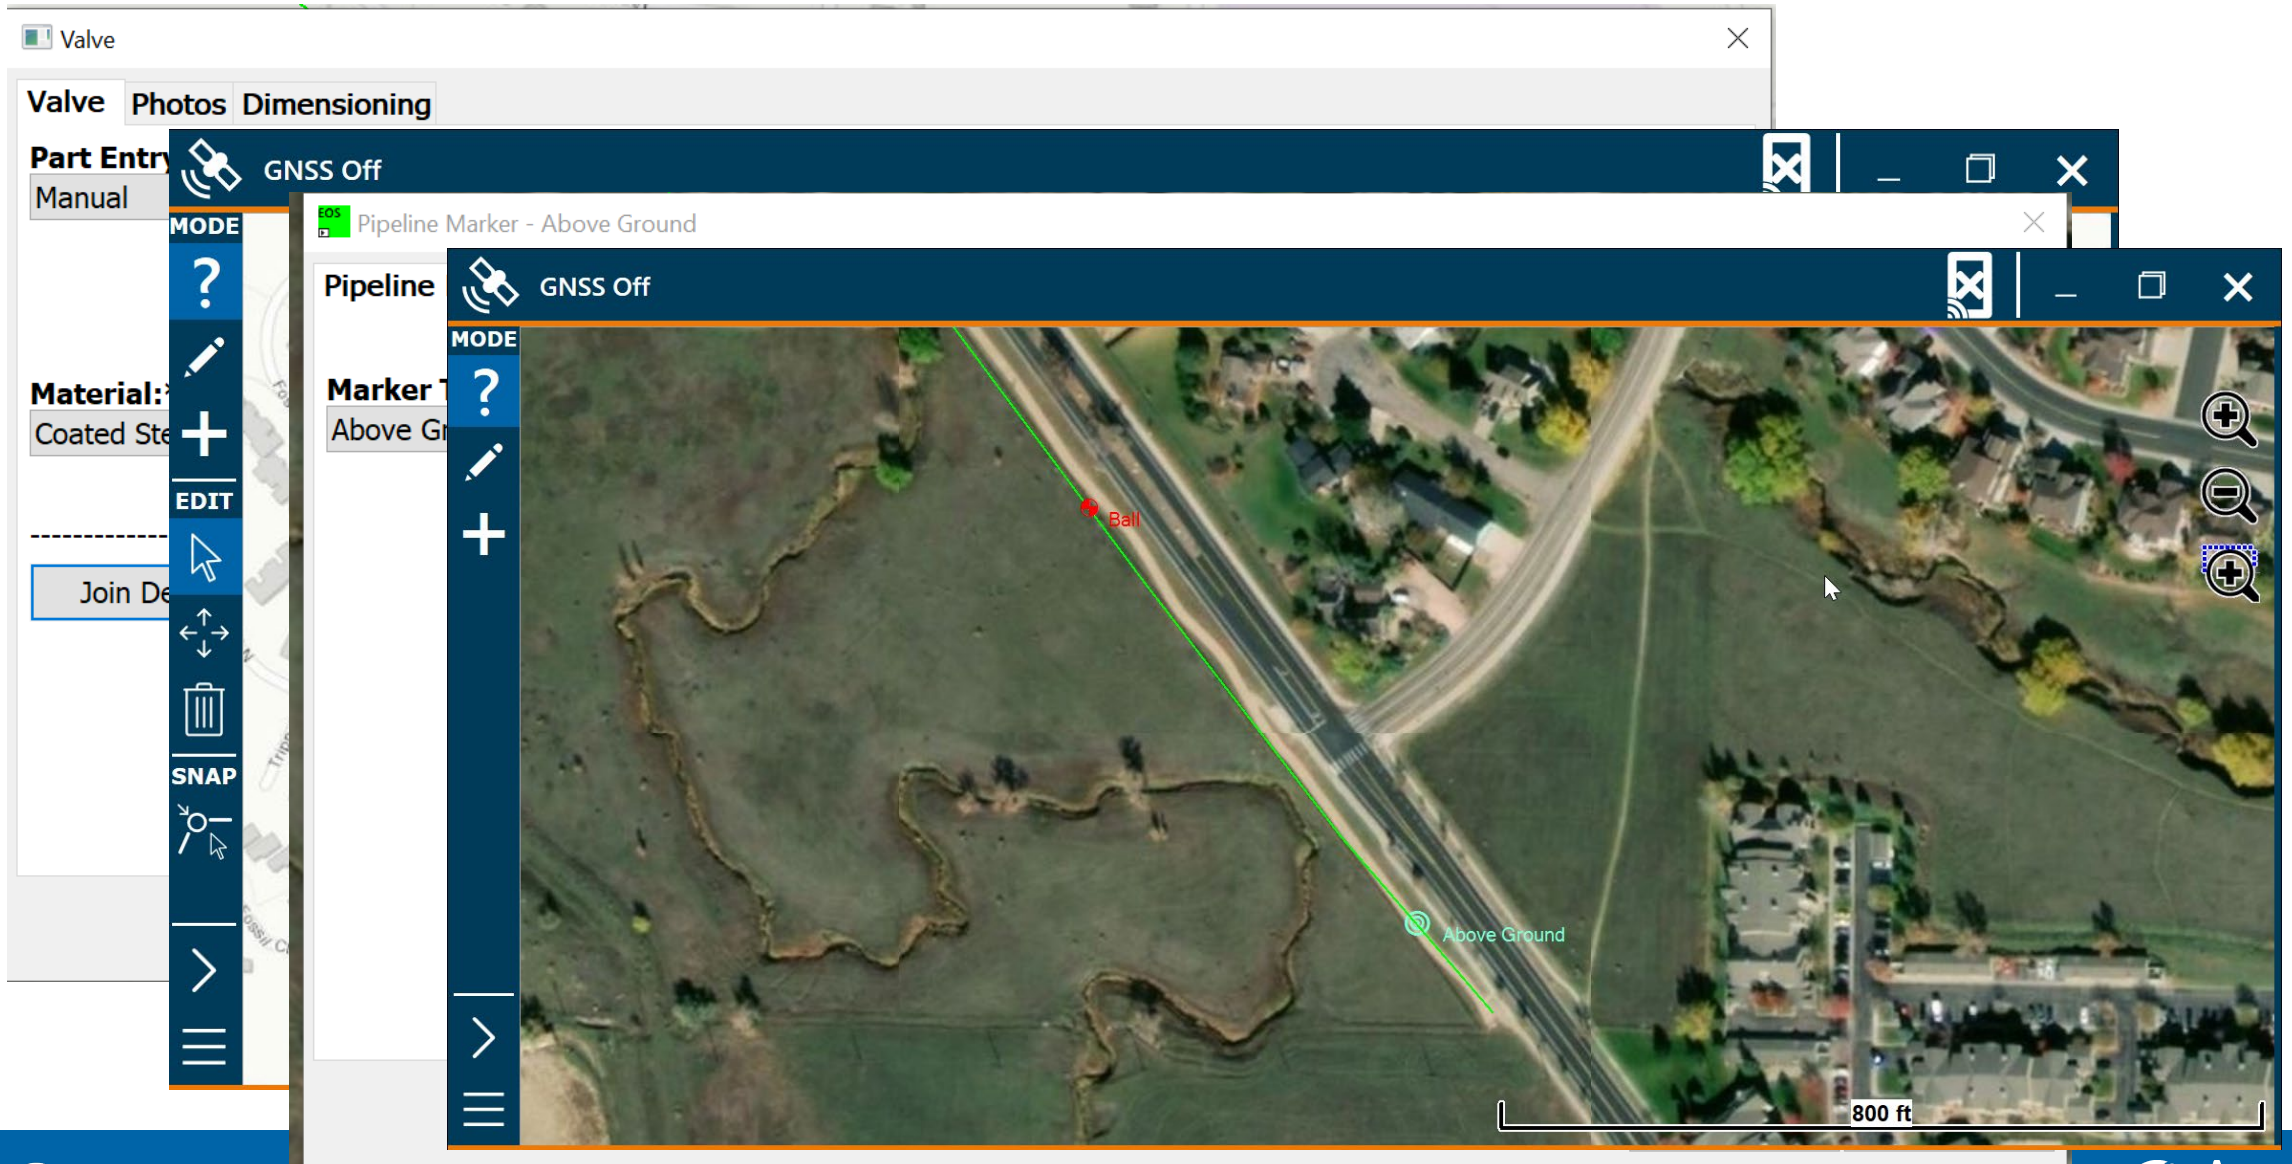 Valve
Valve Photos Dimensioning
Part Entry
Manual
Material:*
Coated Ste
Join De
GNSS Off
MODE
EDIT
SNAP
EOS
Pipeline Marker - Above Ground
Pipeline
Marker T
Above Gr
GNSS Off
MODE
Ball
Above Ground
800 ft